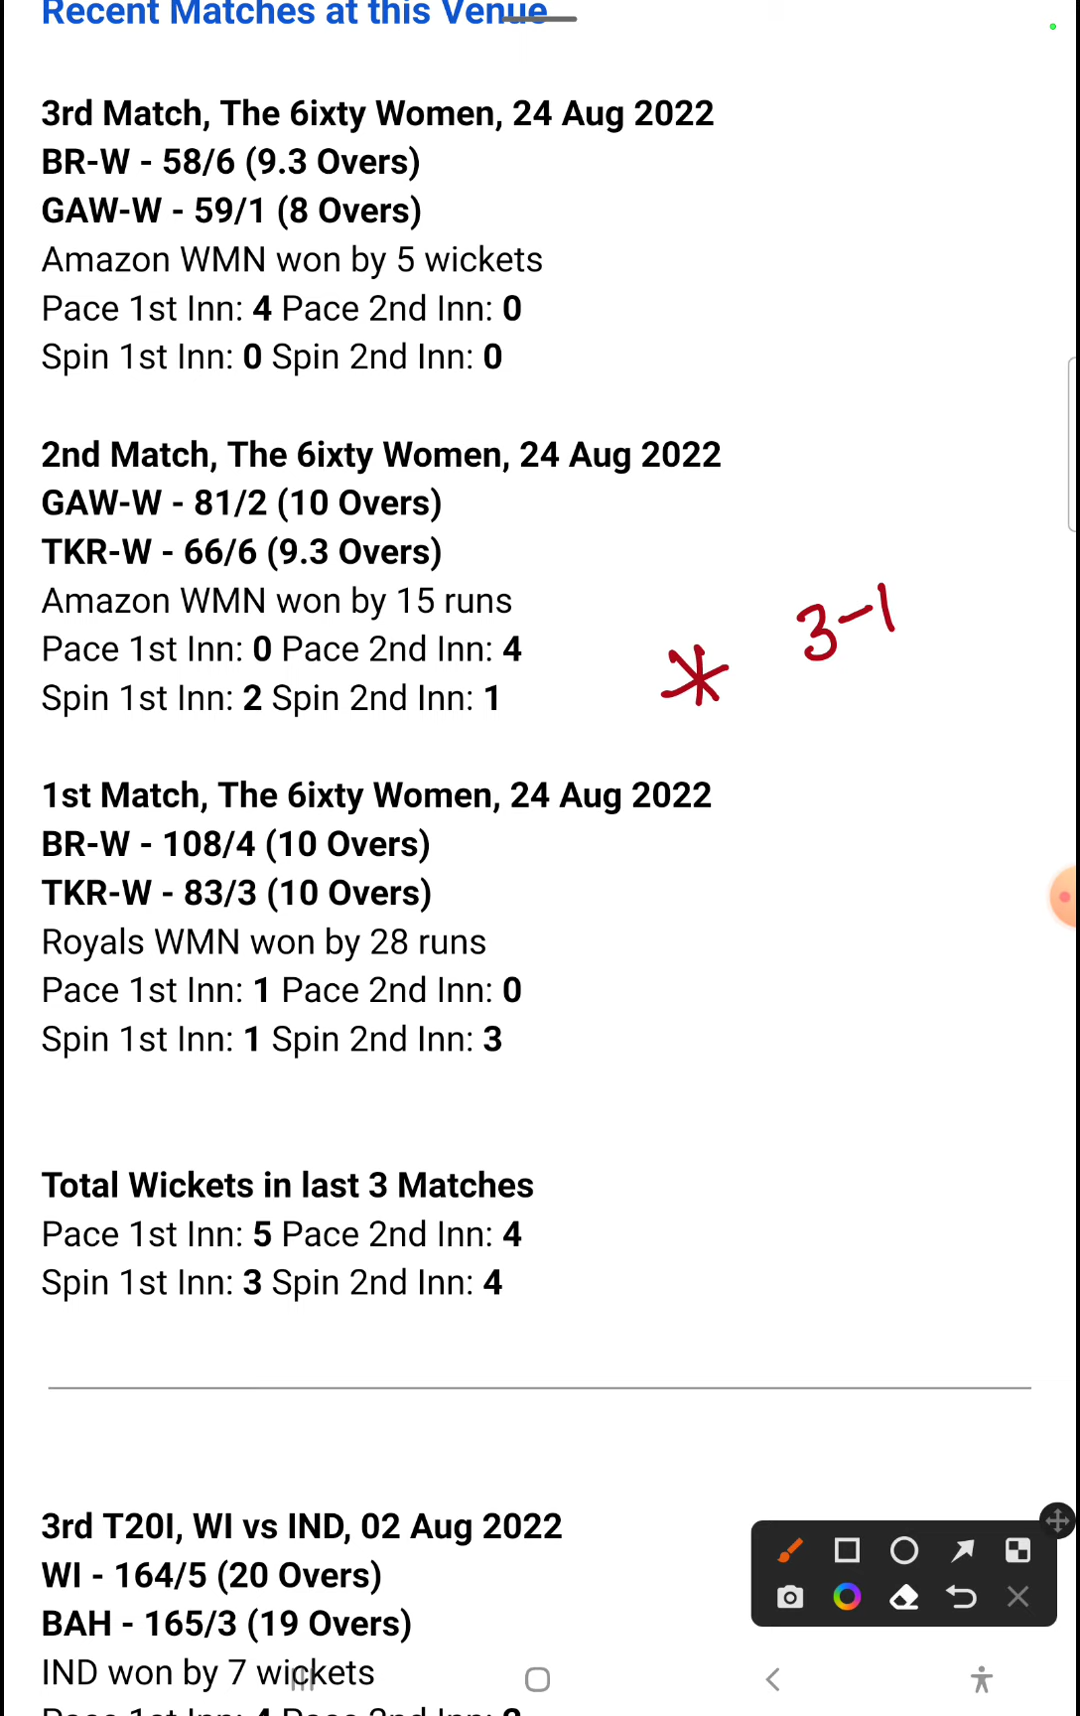 Recent Matches at this Venue
3rd Match, The 6ixty Women, 24 Aug 2022
BR-W - 58/6 (9.3 Overs)
GAW-W - 59/1 (8 Overs)
Amazon WMN won by 5 wickets
Pace 1st Inn: 4 Pace 2nd Inn: 0
Spin 1st Inn: 0 Spin 2nd Inn: 0
2nd Match, The 6ixty Women, 24 Aug 2022
GAW-W - 81/2 (10 Overs)
TKR-W - 66/6 (9.3 Overs)
Amazon WMN won by 15 runs
Pace 1st Inn: 0 Pace 2nd Inn: 4
Spin 1st Inn: 2 Spin 2nd Inn: 1
* 3-1
1st Match, The 6ixty Women, 24 Aug 2022
BR-W - 108/4 (10 Overs)
TKR-W - 83/3 (10 Overs)
Royals WMN won by 28 runs
Pace 1st Inn: 1 Pace 2nd Inn: 0
Spin 1st Inn: 1 Spin 2nd Inn: 3
Total Wickets in last 3 Matches
Pace 1st Inn: 5 Pace 2nd Inn: 4
Spin 1st Inn: 3 Spin 2nd Inn: 4
3rd T20I, WI vs IND, 02 Aug 2022
WI - 164/5 (20 Overs)
BAH - 165/3 (19 Overs)
IND won by 7 wickets